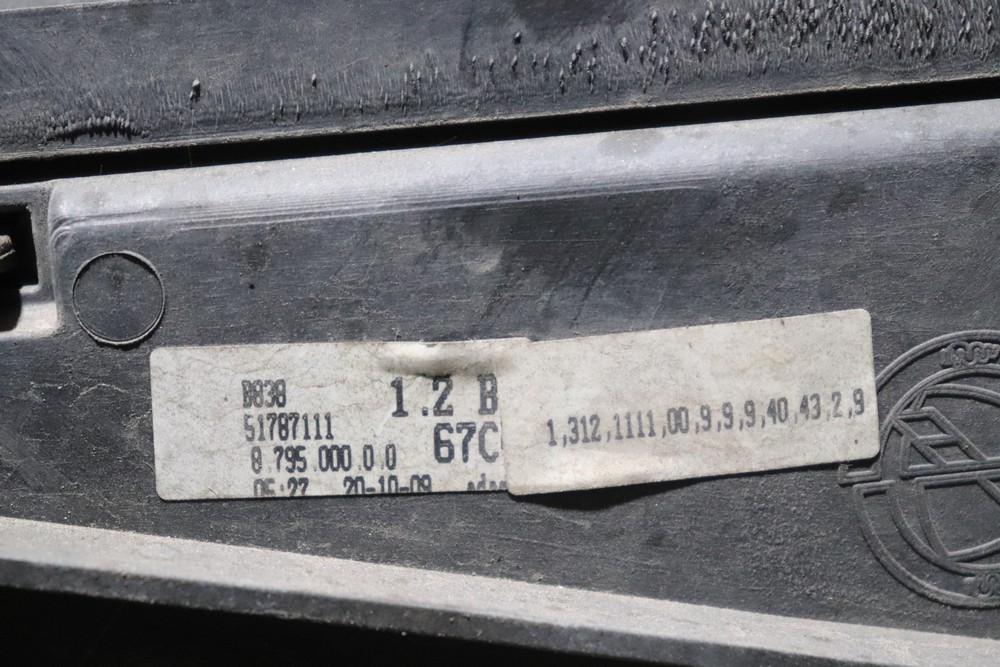 B838
51787111
8.795.000.0.0
05:27 20-10-09
1.2 B
67C
1,312,1111,00,9,9,9,40,43,2,9